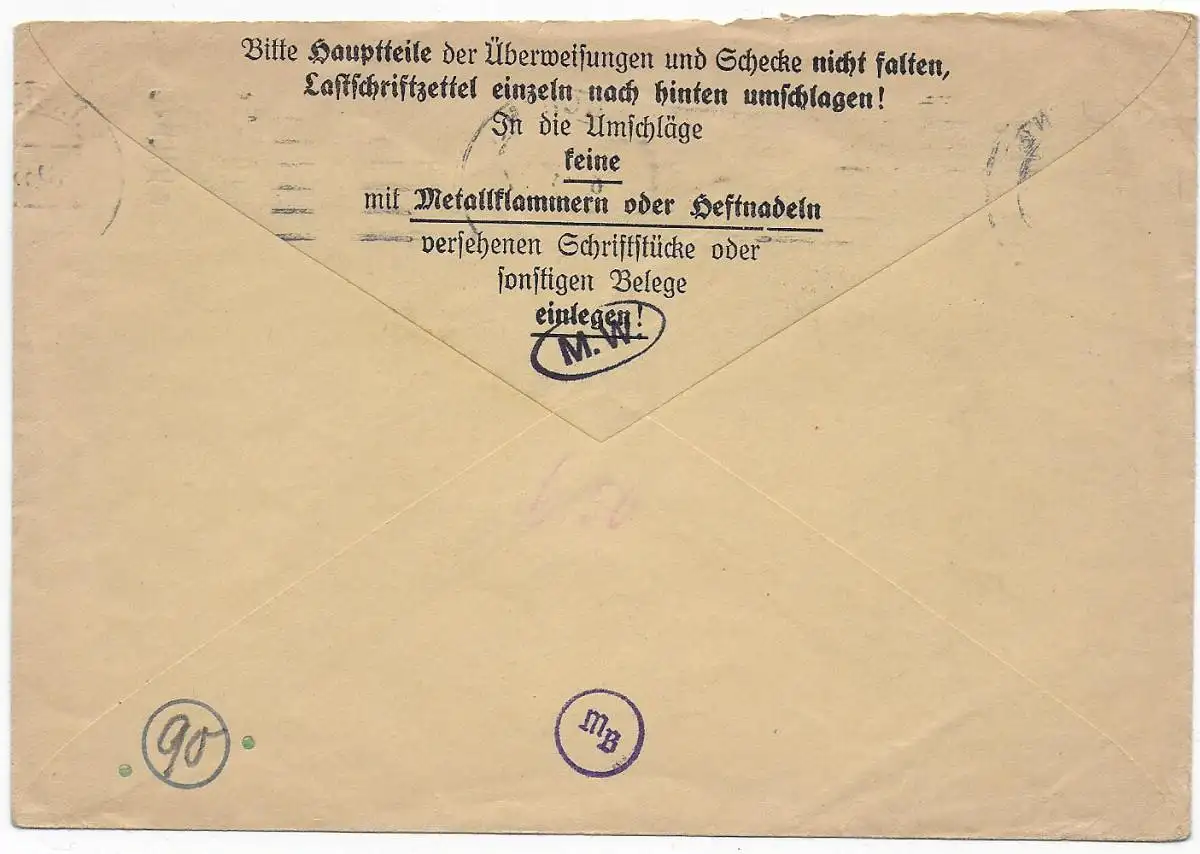 Bitte Hauptteile der Überweisungen und Schecke nicht falten,
Lastschriftzettel einzeln nach hinten umschlagen!
In die Umschläge
keine
mit Metallklammern oder Heftnadeln
versehenen Schriftstücke oder
sonstigen Belege
einlegen!
M.W.
90
MB